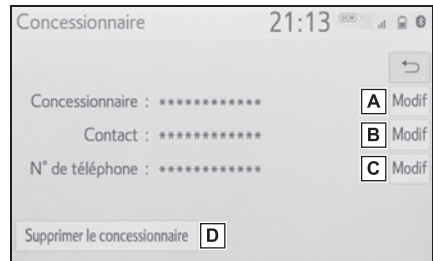 Concessionnaire 21:13
Concessionnaire : ************ A Modif
Contact : ************ B Modif
N° de téléphone : ************ C Modif
Supprimer le concessionnaire D